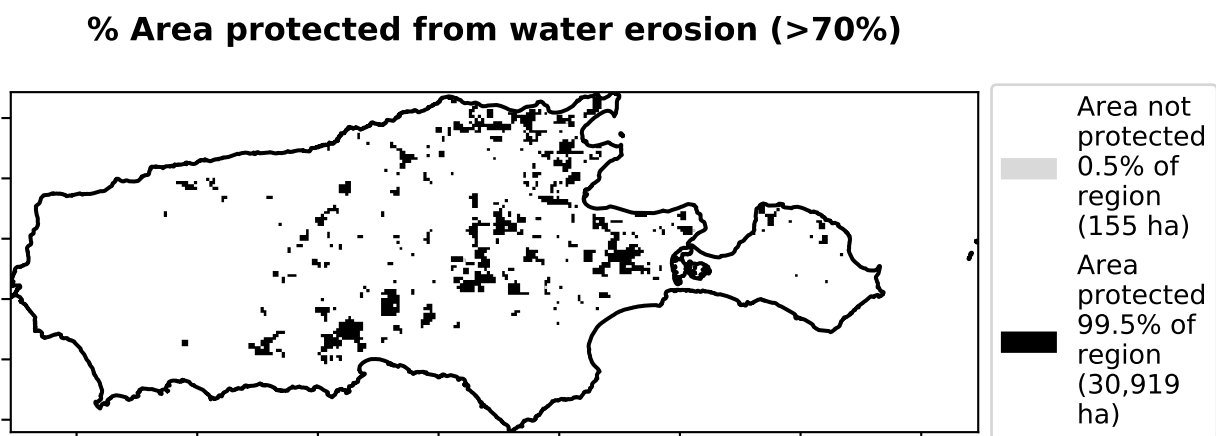 % Area protected from water erosion (>70%)
Area not
protected
0.5% of
region
(155 ha)
Area
protected
99.5% of
region
(30,919
ha)